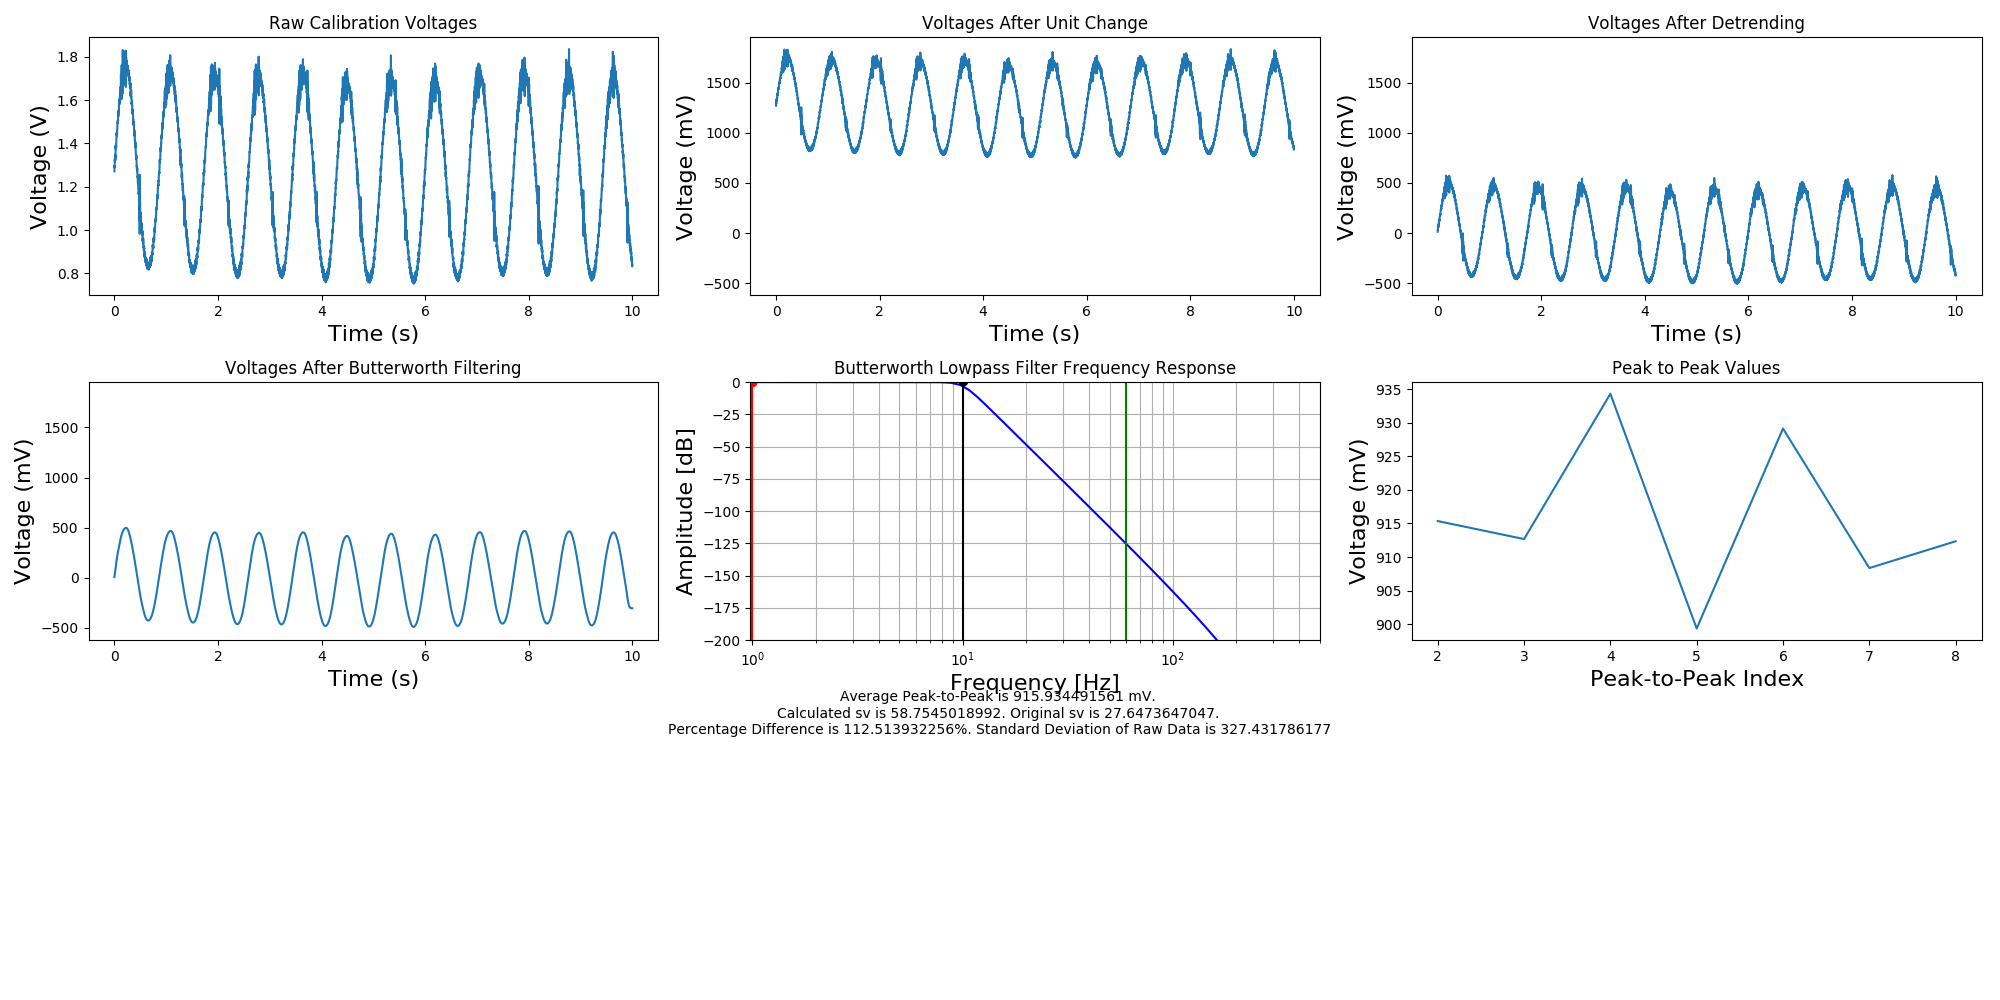 Raw Calibration Voltages
Voltage (V)
1.8
1.6
1.4
1.2
1.0
0.8
0 2 4 6 8 10
Time (s)
Voltages After Unit Change
Voltage (mV)
1500
1000
500
0
−500
0 2 4 6 8 10
Time (s)
Voltages After Detrending
Voltage (mV)
1500
1000
500
0
−500
0 2 4 6 8 10
Time (s)
Voltages After Butterworth Filtering
Voltage (mV)
1500
1000
500
0
−500
0 2 4 6 8 10
Time (s)
Butterworth Lowpass Filter Frequency Response
Amplitude [dB]
0
−25
−50
−75
−100
−125
−150
−175
−200
10⁰ 10¹ 10²
Frequency [Hz]
Peak to Peak Values
Voltage (mV)
935
930
925
920
915
910
905
900
2 3 4 5 6 7 8
Peak-to-Peak Index
Average Peak-to-Peak is 915.934491561 mV.
Calculated sv is 58.7545018992. Original sv is 27.6473647047.
Percentage Difference is 112.513932256%. Standard Deviation of Raw Data is 327.431786177